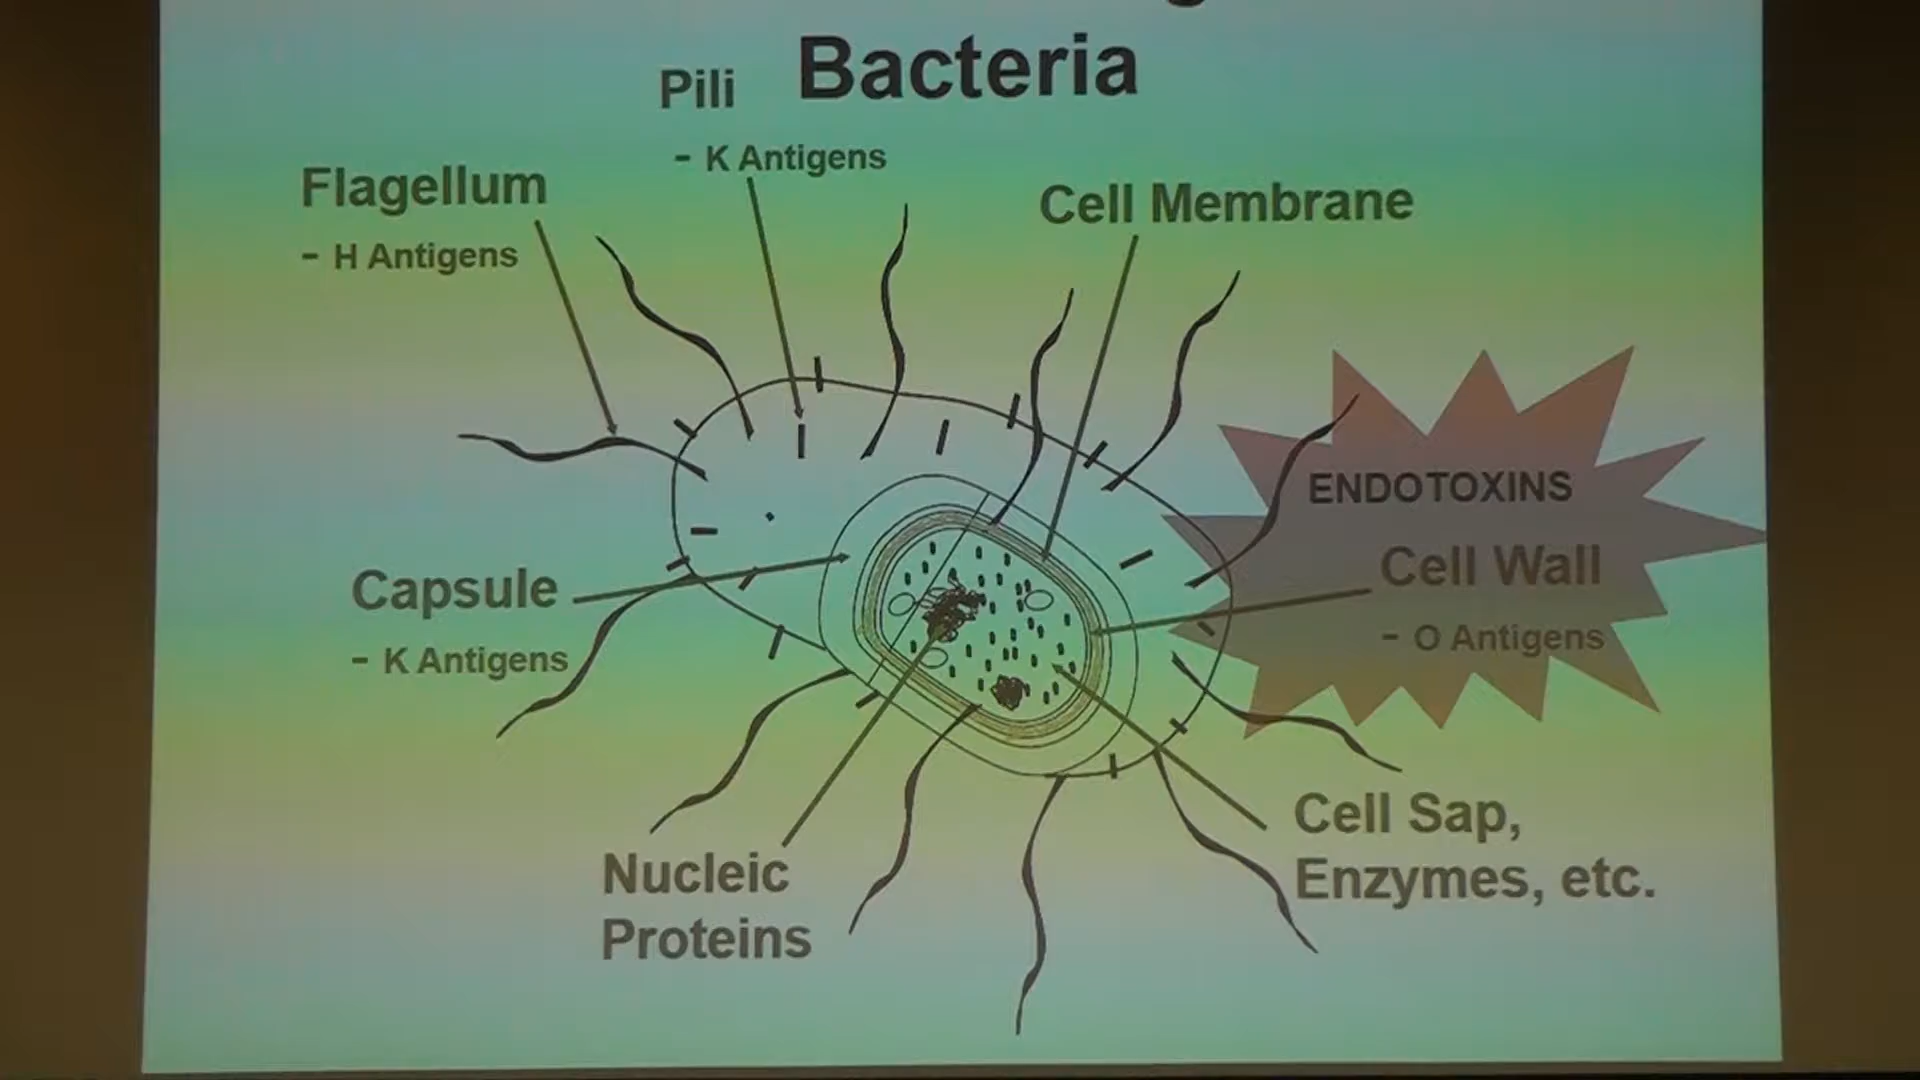 Bacteria
Pili
- K Antigens
Flagellum
- H Antigens
Cell Membrane
ENDOTOXINS
Cell Wall
- O Antigens
Capsule
- K Antigens
Cell Sap,
Enzymes, etc.
Nucleic
Proteins